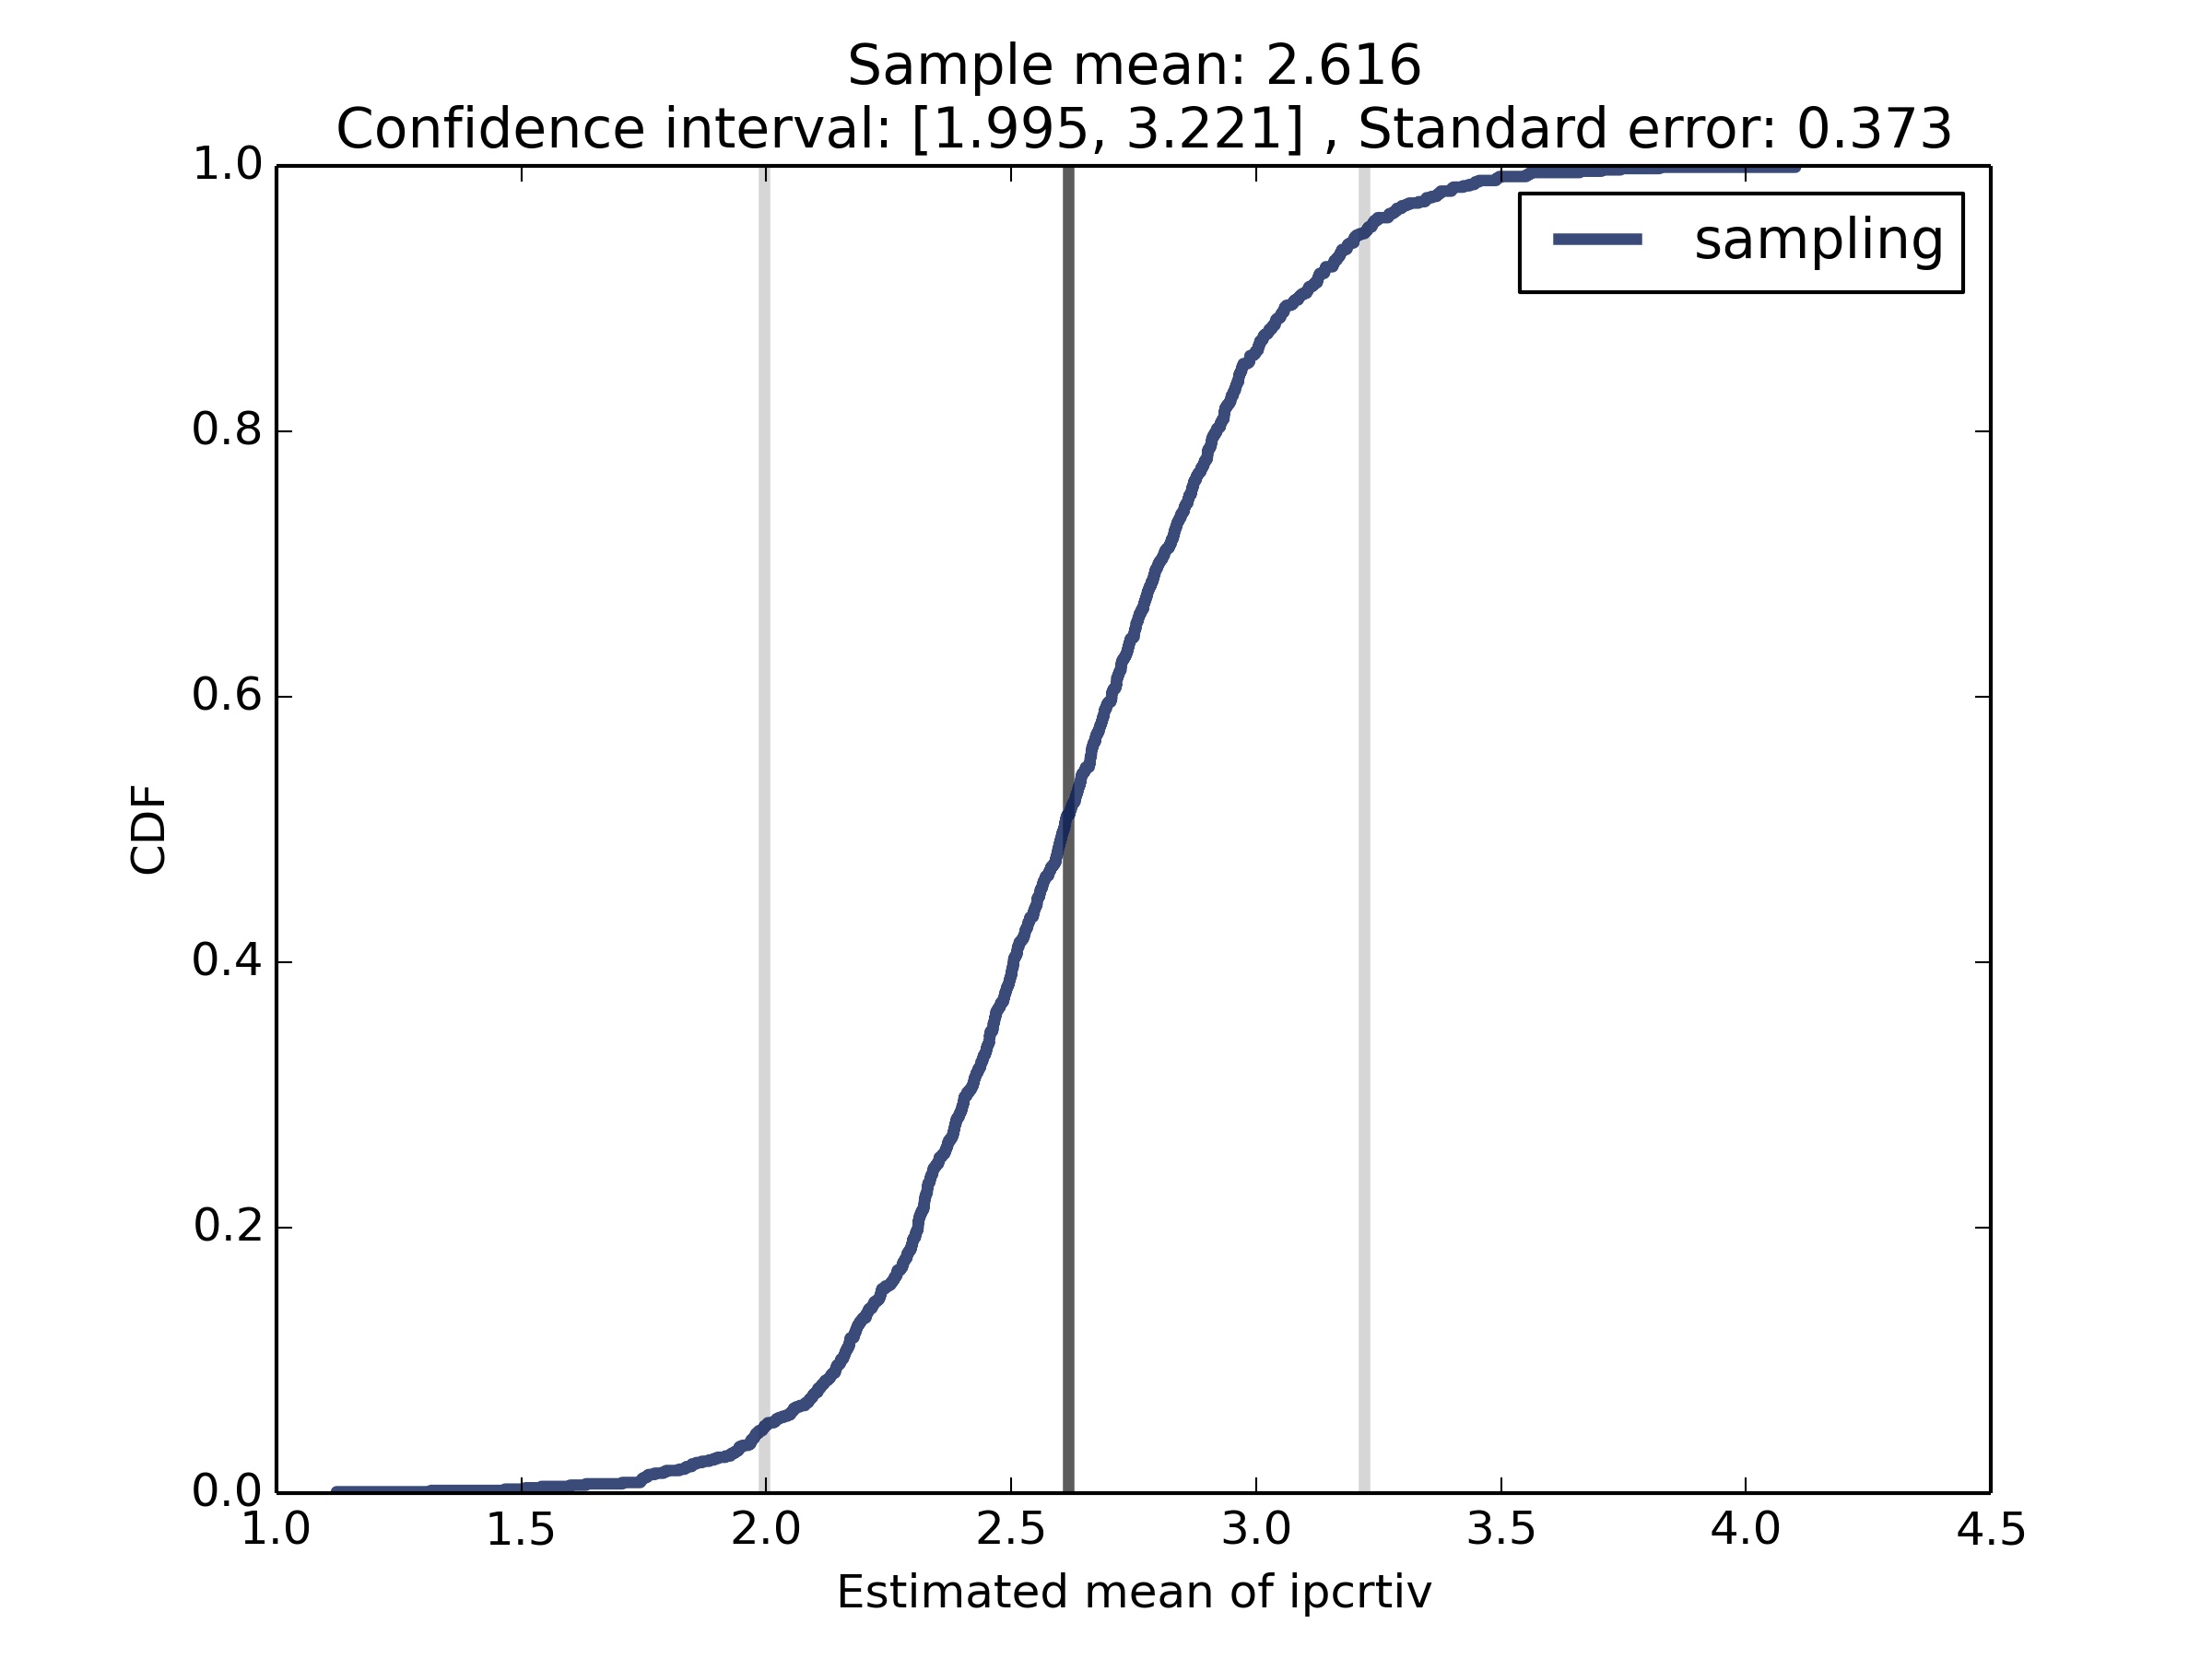 Sample mean: 2.616
Confidence interval: [1.995, 3.221] , Standard error: 0.373
1.0
sampling
0.8
0.6
CDF
0.4
0.2
0.0
1.0 1.5 2.0 2.5 3.0 3.5 4.0 4.5
Estimated mean of ipcrtiv